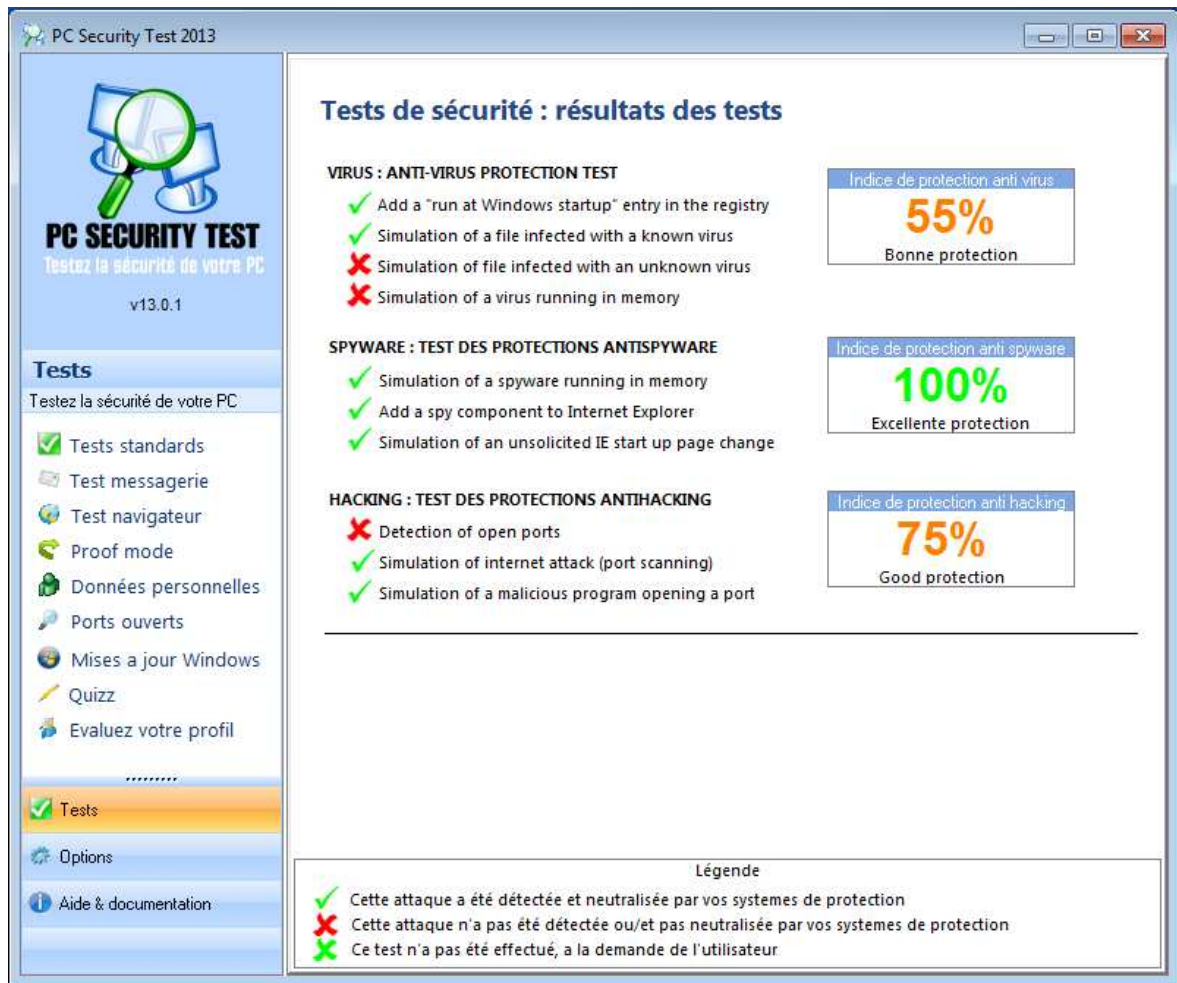 PC Security Test 2013
PC SECURITY TEST
Testez la sécurité de votre PC
v13.0.1
Tests
Testez la sécurité de votre PC
Tests standards
Test messagerie
Test navigateur
Proof mode
Données personnelles
Ports ouverts
Mises a jour Windows
Quizz
Evaluez votre profil
Tests
Options
Aide & documentation
Tests de sécurité : résultats des tests
VIRUS : ANTI-VIRUS PROTECTION TEST
Add a "run at Windows startup" entry in the registry
Simulation of a file infected with a known virus
Simulation of file infected with an unknown virus
Simulation of a virus running in memory
Indice de protection anti virus
55%
Bonne protection
SPYWARE : TEST DES PROTECTIONS ANTISPYWARE
Simulation of a spyware running in memory
Add a spy component to Internet Explorer
Simulation of an unsolicited IE start up page change
Indice de protection anti spyware
100%
Excellente protection
HACKING : TEST DES PROTECTIONS ANTIHACKING
Detection of open ports
Simulation of internet attack (port scanning)
Simulation of a malicious program opening a port
Indice de protection anti hacking
75%
Good protection
Légende
Cette attaque a été détectée et neutralisée par vos systèmes de protection
Cette attaque n'a pas été détectée ou/et pas neutralisée par vos systèmes de protection
Ce test n'a pas été effectué, a la demande de l'utilisateur